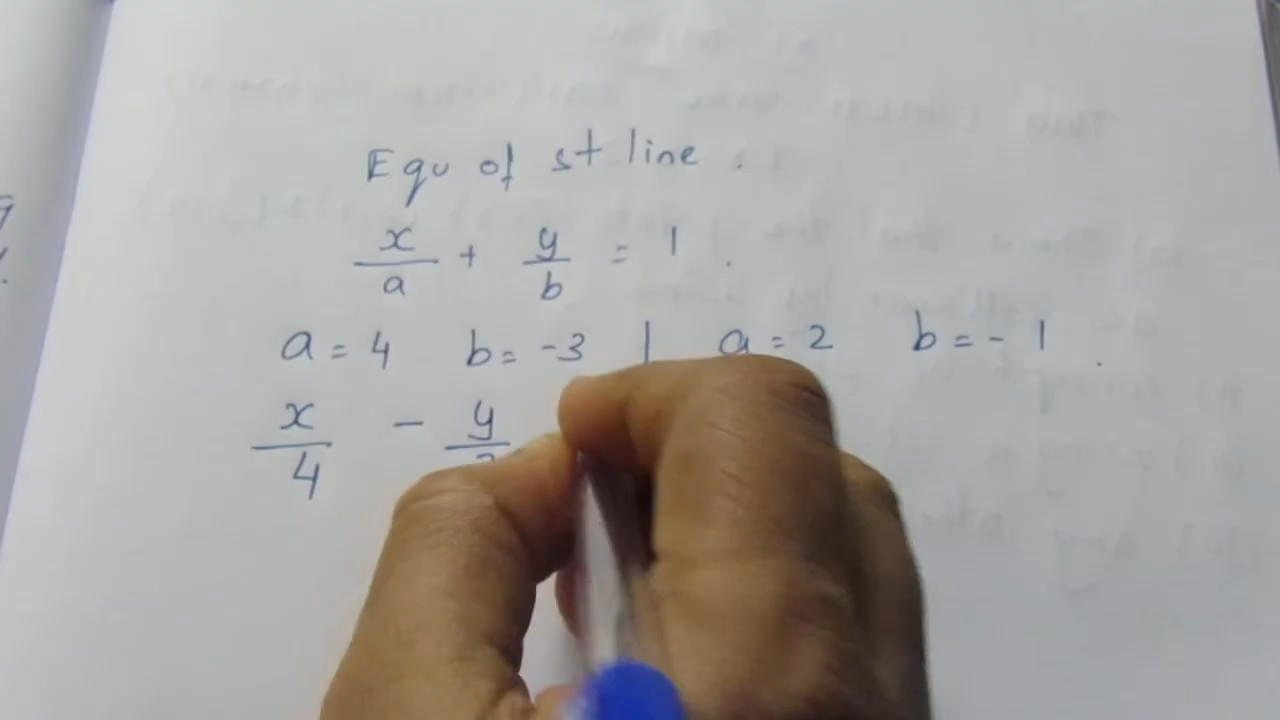 Equ of st line .
x/a + y/b = 1 .
a = 4 b = -3 | a = 2 b = - 1 .
x/4 - y/